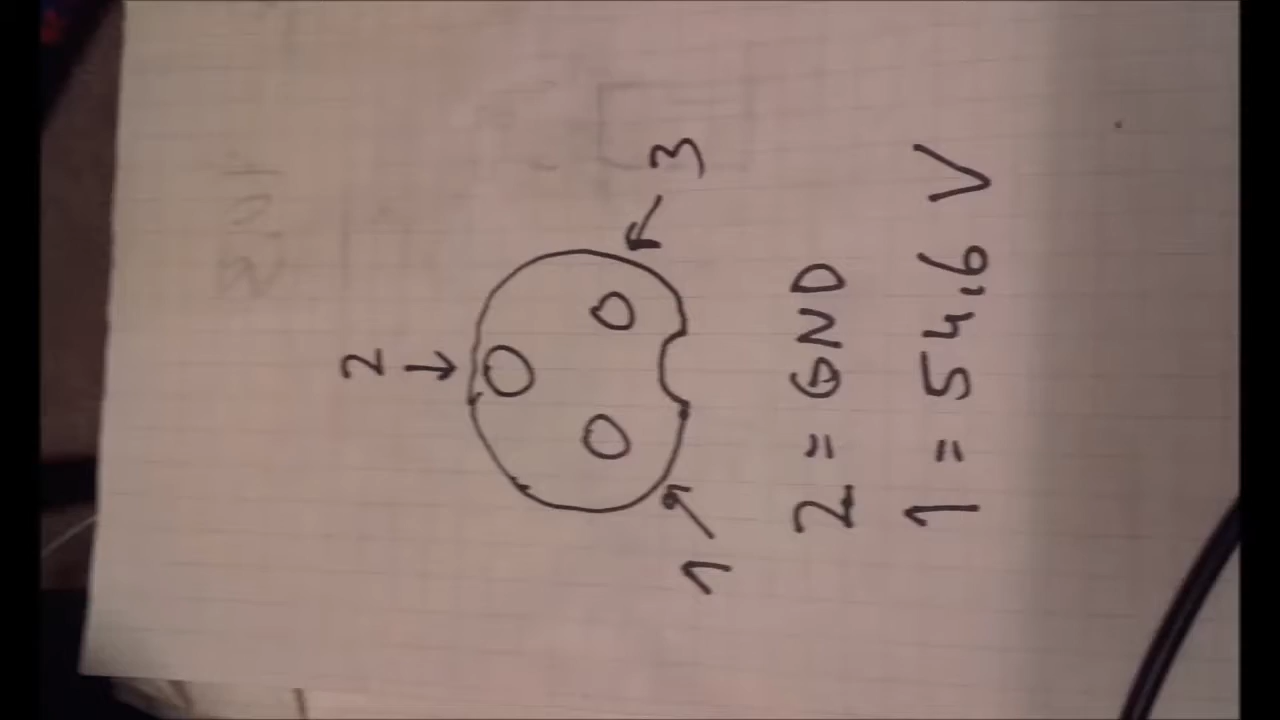 2
3
1
2 = GND
1 = 54,6 V